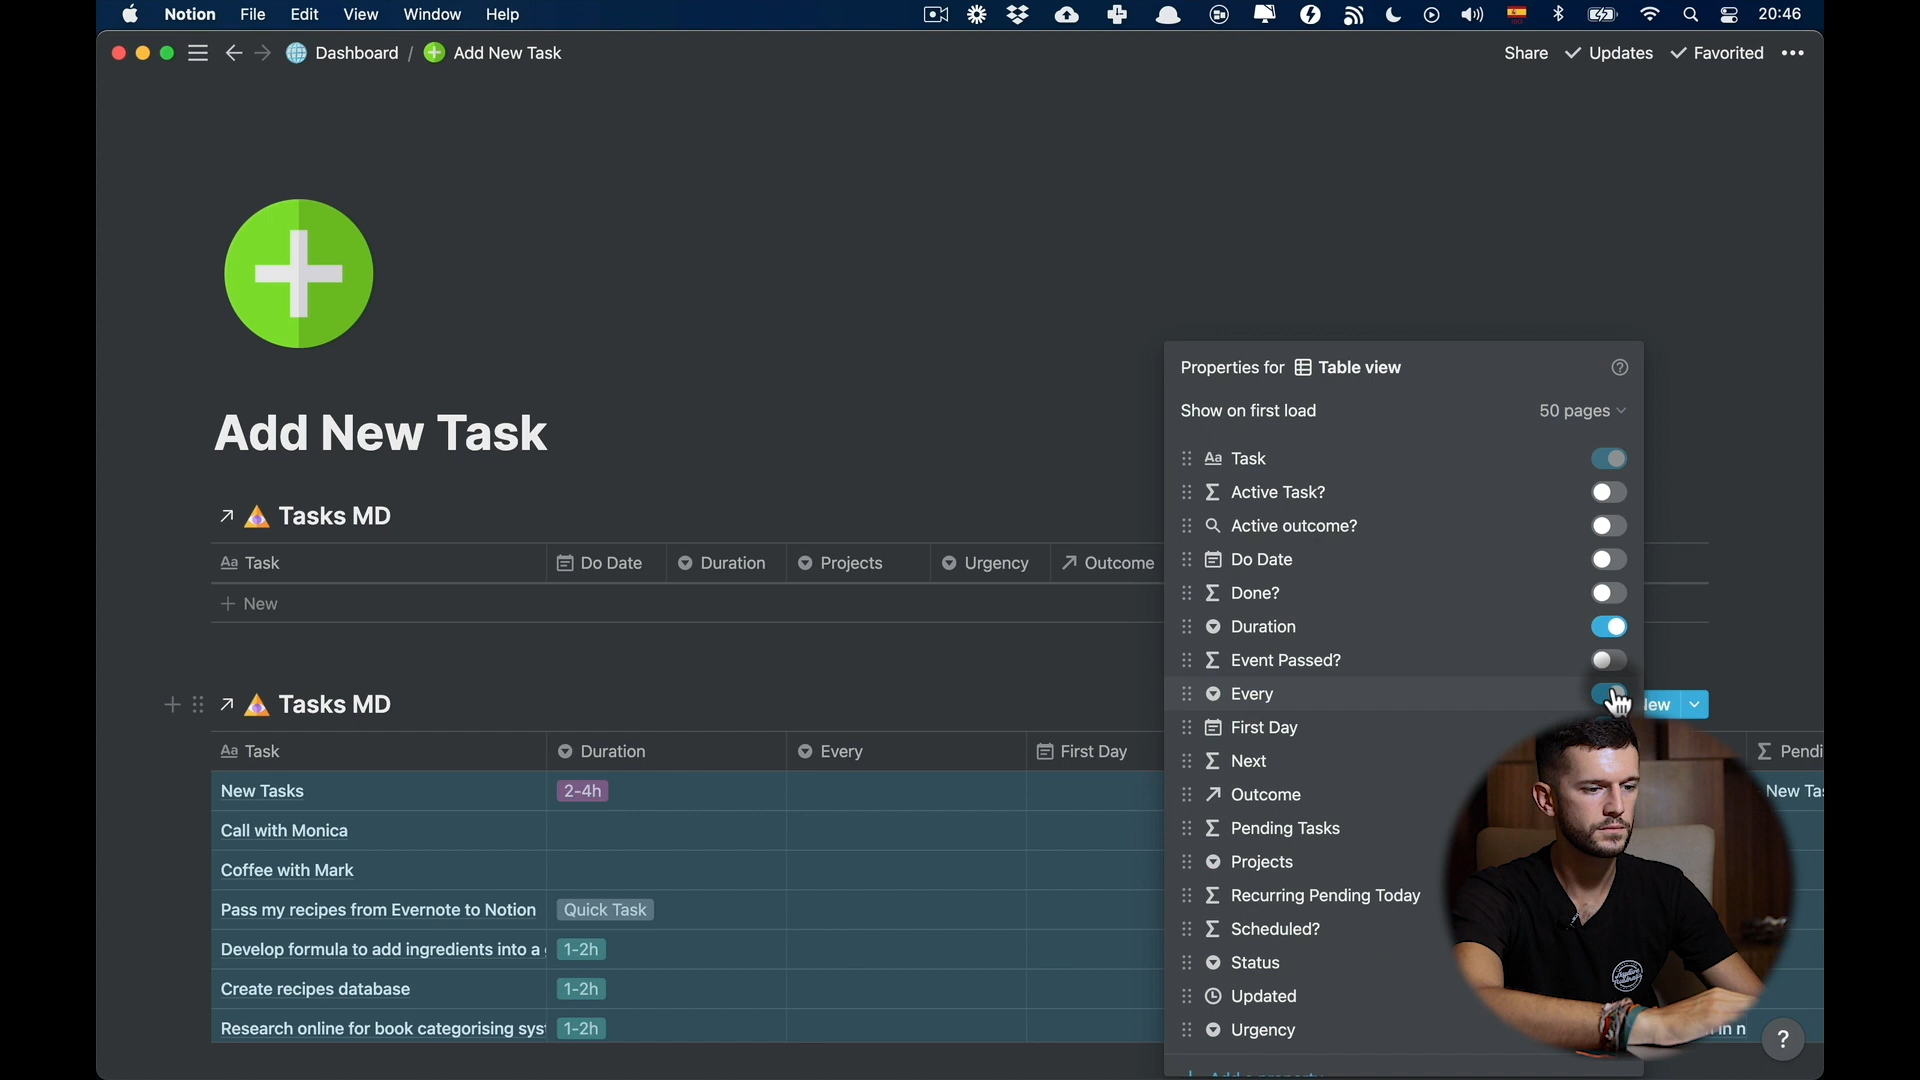 Notion File Edit View Window Help 20:46
Dashboard / Add New Task Share Updates Favorited
Add New Task
Tasks MD
Aa Task Do Date Duration Projects Urgency Outcome
+ New
Tasks MD
Aa Task Duration Every First Day Pendi
New Tasks 2-4h New Tas
Call with Monica
Coffee with Mark
Pass my recipes from Evernote to Notion Quick Task
Develop formula to add ingredients into a 1-2h
Create recipes database 1-2h
Research online for book categorising sys 1-2h
Properties for Table view ?
Show on first load 50 pages
Aa Task
Active Task?
Active outcome?
Do Date
Done?
Duration
Event Passed?
Every
First Day
Next
Outcome
Pending Tasks
Projects
Recurring Pending Today
Scheduled?
Status
Updated
Urgency
?